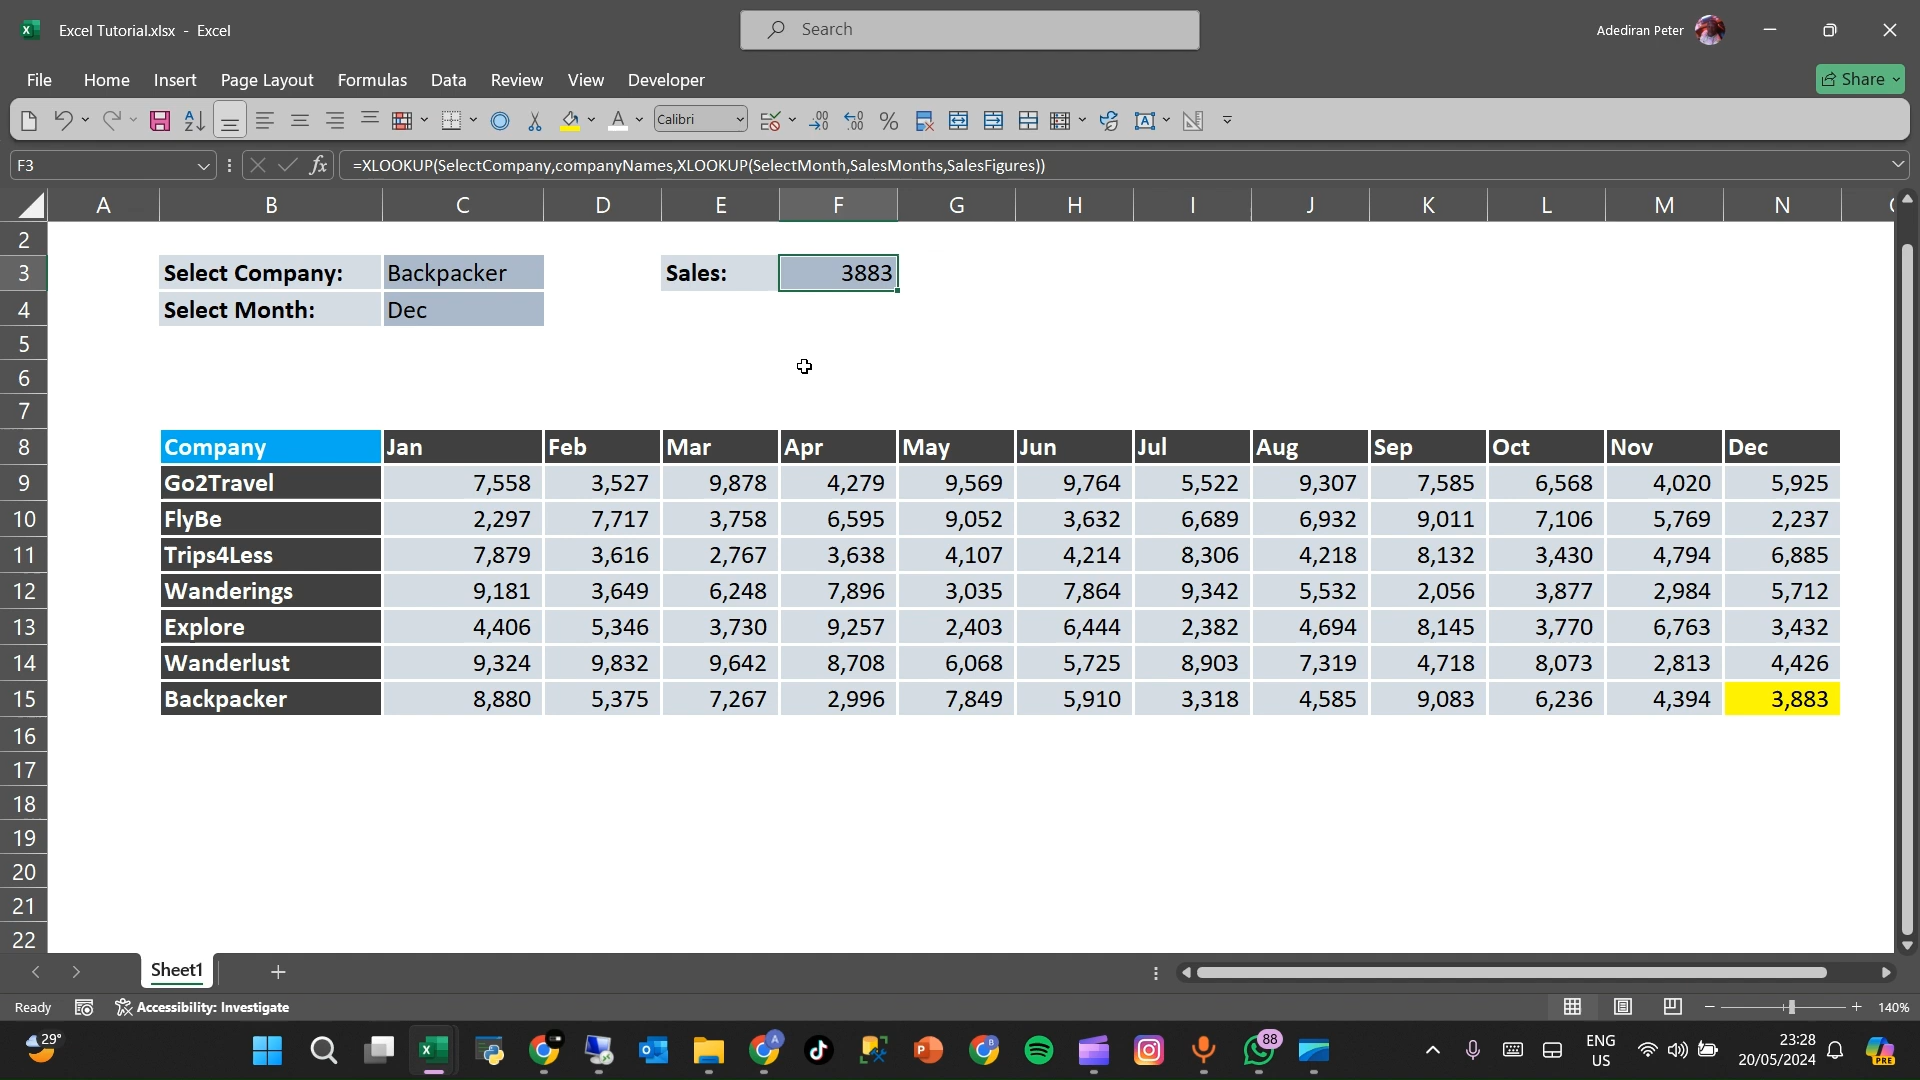 Excel Tutorial.xlsx - Excel
Search
Adediran Peter
File Home Insert Page Layout Formulas Data Review View Developer
Share
Calibri
F3
fx
=XLOOKUP(SelectCompany,companyNames,XLOOKUP(SelectMonth,SalesMonths,SalesFigures))
A B C D E F G H I J K L M N
2
3 Select Company: Backpacker Sales: 3883
4 Select Month: Dec
5
6
7
8 Company Jan Feb Mar Apr May Jun Jul Aug Sep Oct Nov Dec
9 Go2Travel 7,558 3,527 9,878 4,279 9,569 9,764 5,522 9,307 7,585 6,568 4,020 5,925
10 FlyBe 2,297 7,717 3,758 6,595 9,052 3,632 6,689 6,932 9,011 7,106 5,769 2,237
11 Trips4Less 7,879 3,616 2,767 3,638 4,107 4,214 8,306 4,218 8,132 3,430 4,794 6,885
12 Wanderings 9,181 3,649 6,248 7,896 3,035 7,864 9,342 5,532 2,056 3,877 2,984 5,712
13 Explore 4,406 5,346 3,730 9,257 2,403 6,444 2,382 4,694 8,145 3,770 6,763 3,432
14 Wanderlust 9,324 9,832 9,642 8,708 6,068 5,725 8,903 7,319 4,718 8,073 2,813 4,426
15 Backpacker 8,880 5,375 7,267 2,996 7,849 5,910 3,318 4,585 9,083 6,236 4,394 3,883
16
17
18
19
20
21
22
Sheet1
Ready
Accessibility: Investigate
140%
29°
88
ENG
US
23:28
20/05/2024
PRE